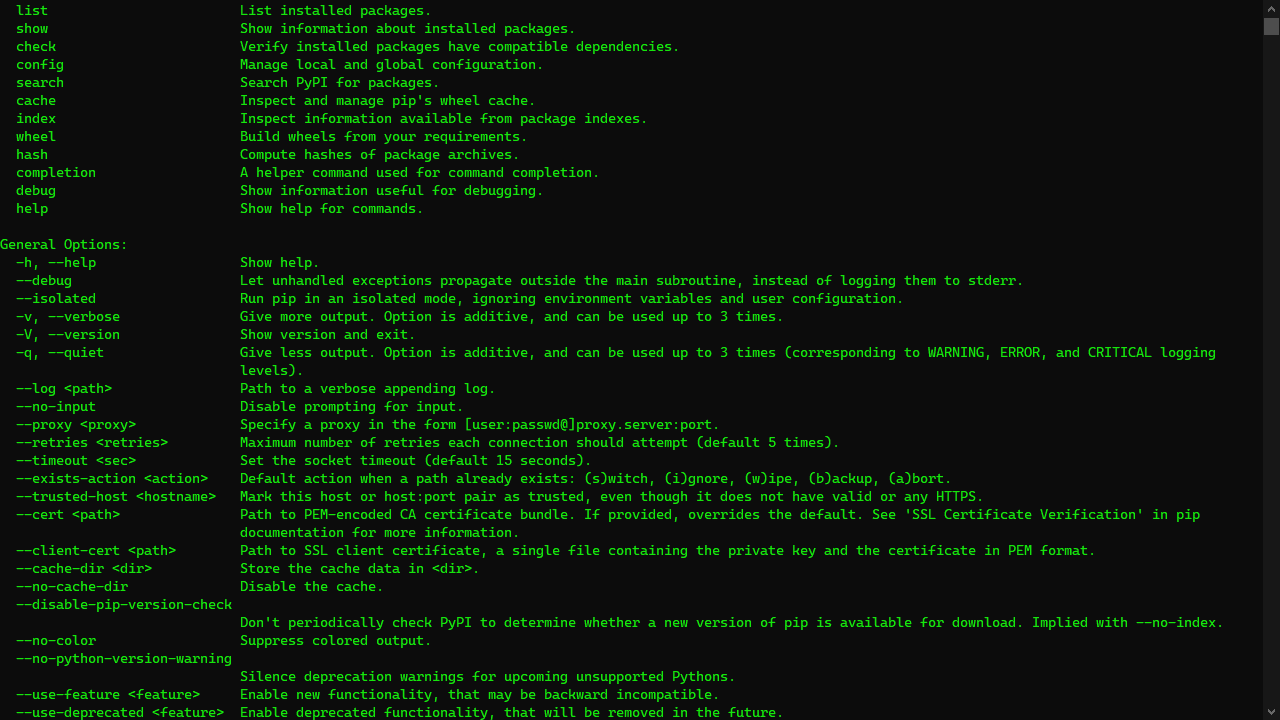 list                        List installed packages.
show                        Show information about installed packages.
check                       Verify installed packages have compatible dependencies.
config                      Manage local and global configuration.
search                      Search PyPI for packages.
cache                       Inspect and manage pip's wheel cache.
index                       Inspect information available from package indexes.
wheel                       Build wheels from your requirements.
hash                        Compute hashes of package archives.
completion                  A helper command used for command completion.
debug                       Show information useful for debugging.
help                        Show help for commands.

General Options:
-h, --help                  Show help.
--debug                     Let unhandled exceptions propagate outside the main subroutine, instead of logging them to stderr.
--isolated                  Run pip in an isolated mode, ignoring environment variables and user configuration.
-v, --verbose               Give more output. Option is additive, and can be used up to 3 times.
-V, --version               Show version and exit.
-q, --quiet                 Give less output. Option is additive, and can be used up to 3 times (corresponding to WARNING, ERROR, and CRITICAL logging
levels).
--log <path>                Path to a verbose appending log.
--no-input                  Disable prompting for input.
--proxy <proxy>             Specify a proxy in the form [user:passwd@]proxy.server:port.
--retries <retries>         Maximum number of retries each connection should attempt (default 5 times).
--timeout <sec>             Set the socket timeout (default 15 seconds).
--exists-action <action>    Default action when a path already exists: (s)witch, (i)gnore, (w)ipe, (b)ackup, (a)bort.
--trusted-host <hostname>   Mark this host or host:port pair as trusted, even though it does not have valid or any HTTPS.
--cert <path>               Path to PEM-encoded CA certificate bundle. If provided, overrides the default. See 'SSL Certificate Verification' in pip
documentation for more information.
--client-cert <path>        Path to SSL client certificate, a single file containing the private key and the certificate in PEM format.
--cache-dir <dir>           Store the cache data in <dir>.
--no-cache-dir              Disable the cache.
--disable-pip-version-check
Don't periodically check PyPI to determine whether a new version of pip is available for download. Implied with --no-index.
--no-color                  Suppress colored output.
--no-python-version-warning
Silence deprecation warnings for upcoming unsupported Pythons.
--use-feature <feature>     Enable new functionality, that may be backward incompatible.
--use-deprecated <feature>  Enable deprecated functionality, that will be removed in the future.